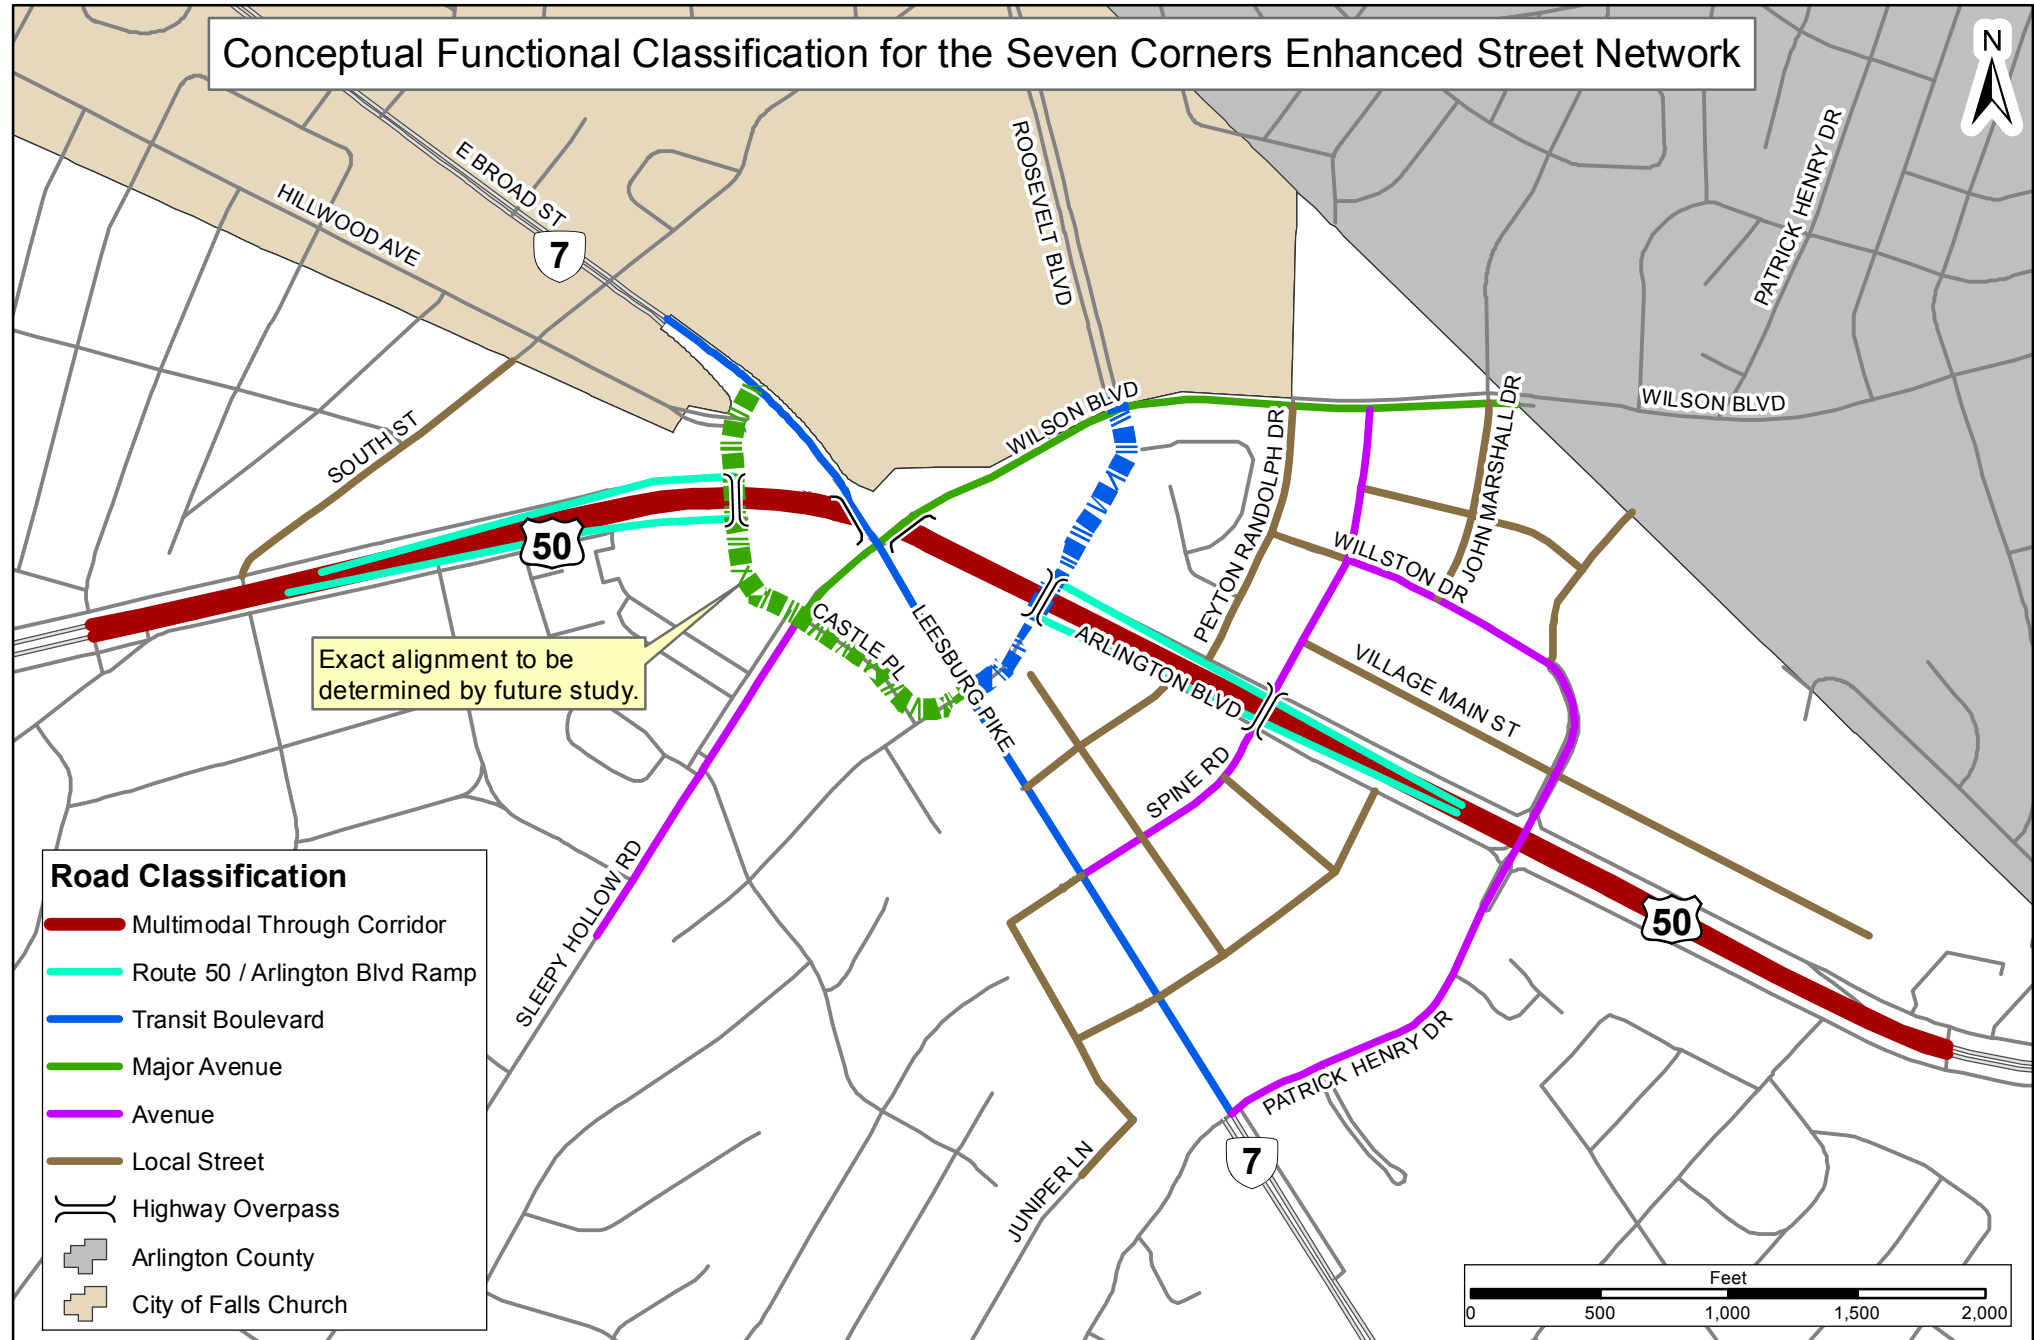 Conceptual Functional Classification for the Seven Corners Enhanced Street Network
N
E BROAD ST
7
HILLWOOD AVE
ROOSEVELT BLVD
PATRICK HENRY DR
WILSON BLVD
WILSON BLVD
SOUTH ST
50
PEYTON RANDOLPH DR
JOHN MARSHALL DR
WILLSTON DR
CASTLE PL
LEESBURG PIKE
ARLINGTON BLVD
VILLAGE MAIN ST
Exact alignment to be
determined by future study.
SPINE RD
SLEEPY HOLLOW RD
50
PATRICK HENRY DR
7
JUNIPER LN
Road Classification
Multimodal Through Corridor
Route 50 / Arlington Blvd Ramp
Transit Boulevard
Major Avenue
Avenue
Local Street
Highway Overpass
Arlington County
City of Falls Church
Feet
0 500 1,000 1,500 2,000